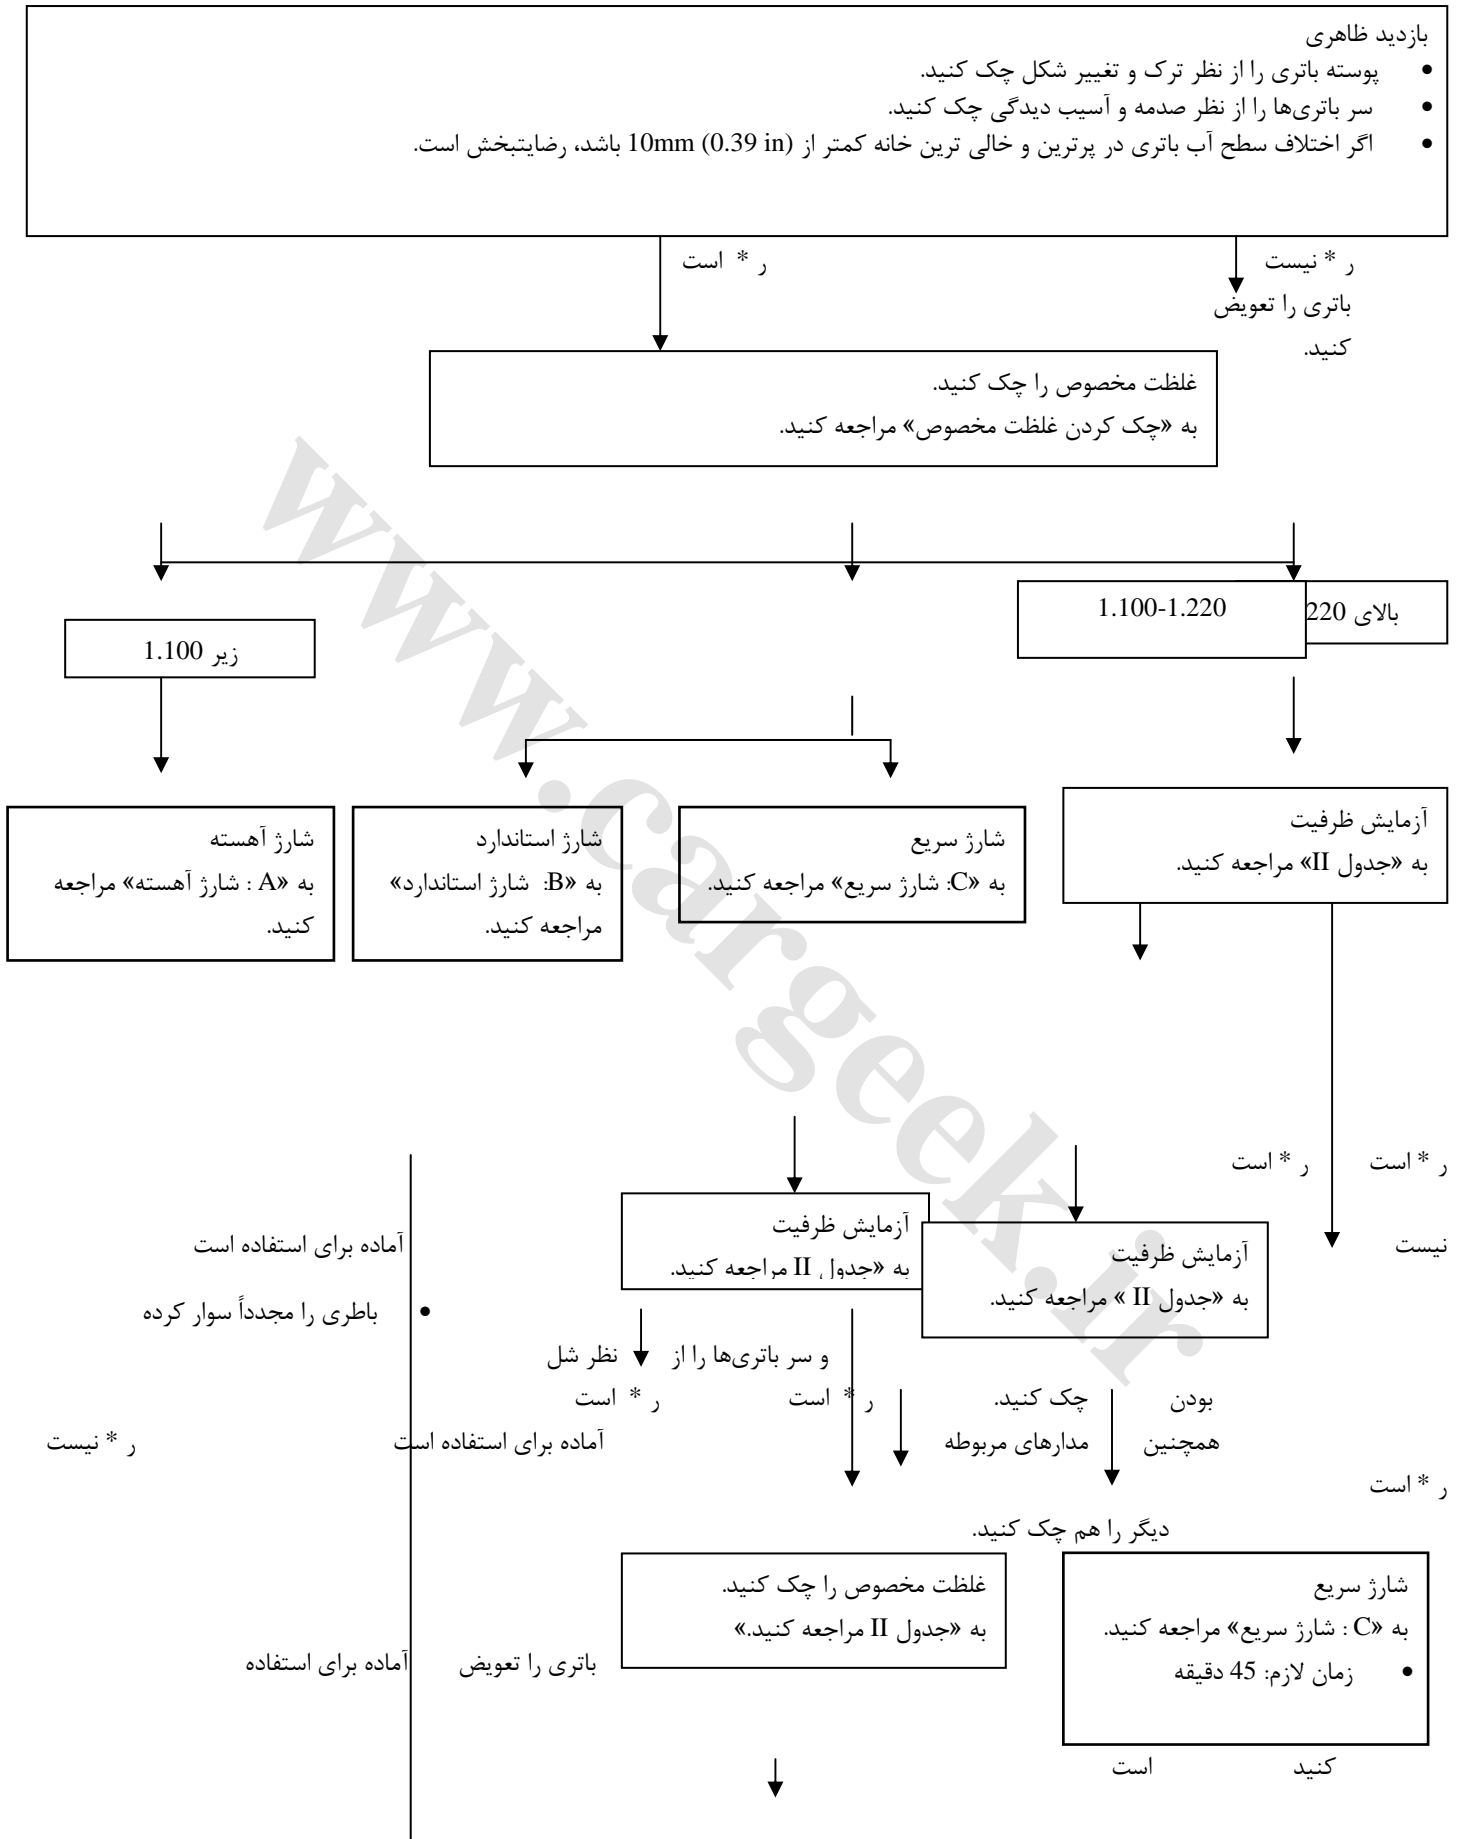 بازدید ظاهری
• پوسته باتری را از نظر ترک و تغییر شکل چک کنید.
• سر باتری‌ها را از نظر صدمه و آسیب دیدگی چک کنید.
• اگر اختلاف سطح آب باتری در پرترین و خالی ترین خانه کمتر از 10mm (0.39 in) باشد، رضایتبخش است.
ر * نیست
ر * است
باتری را تعویض
کنید.
غلظت مخصوص را چک کنید.
به «چک کردن غلظت مخصوص» مراجعه کنید.
بالای 220
1.100-1.220
زیر 1.100
آزمایش ظرفیت
به «جدول II» مراجعه کنید.
شارژ سریع
به «C: شارژ سریع» مراجعه کنید.
شارژ استاندارد
به «B: شارژ استاندارد»
مراجعه کنید.
شارژ آهسته
به «A : شارژ آهسته» مراجعه
کنید.
ر * است
ر * است
نیست
آزمایش ظرفیت
به «جدول II » مراجعه کنید.
آزمایش ظرفیت
به «جدول II مراجعه کنید.
آماده برای استفاده است
• باطری را مجدداً سوار کرده
و سر باتری‌ها را از نظر شل
بودن چک کنید. ر * است ر * است
همچنین مدارهای مربوطه آماده برای استفاده است ر * نیست
ر * است
دیگر را هم چک کنید.
شارژ سریع
به «C : شارژ سریع» مراجعه کنید.
• زمان لازم: 45 دقیقه
غلظت مخصوص را چک کنید.
به «جدول II مراجعه کنید.»
باتری را تعویض آماده برای استفاده
کنید است
www.cargeek.ir